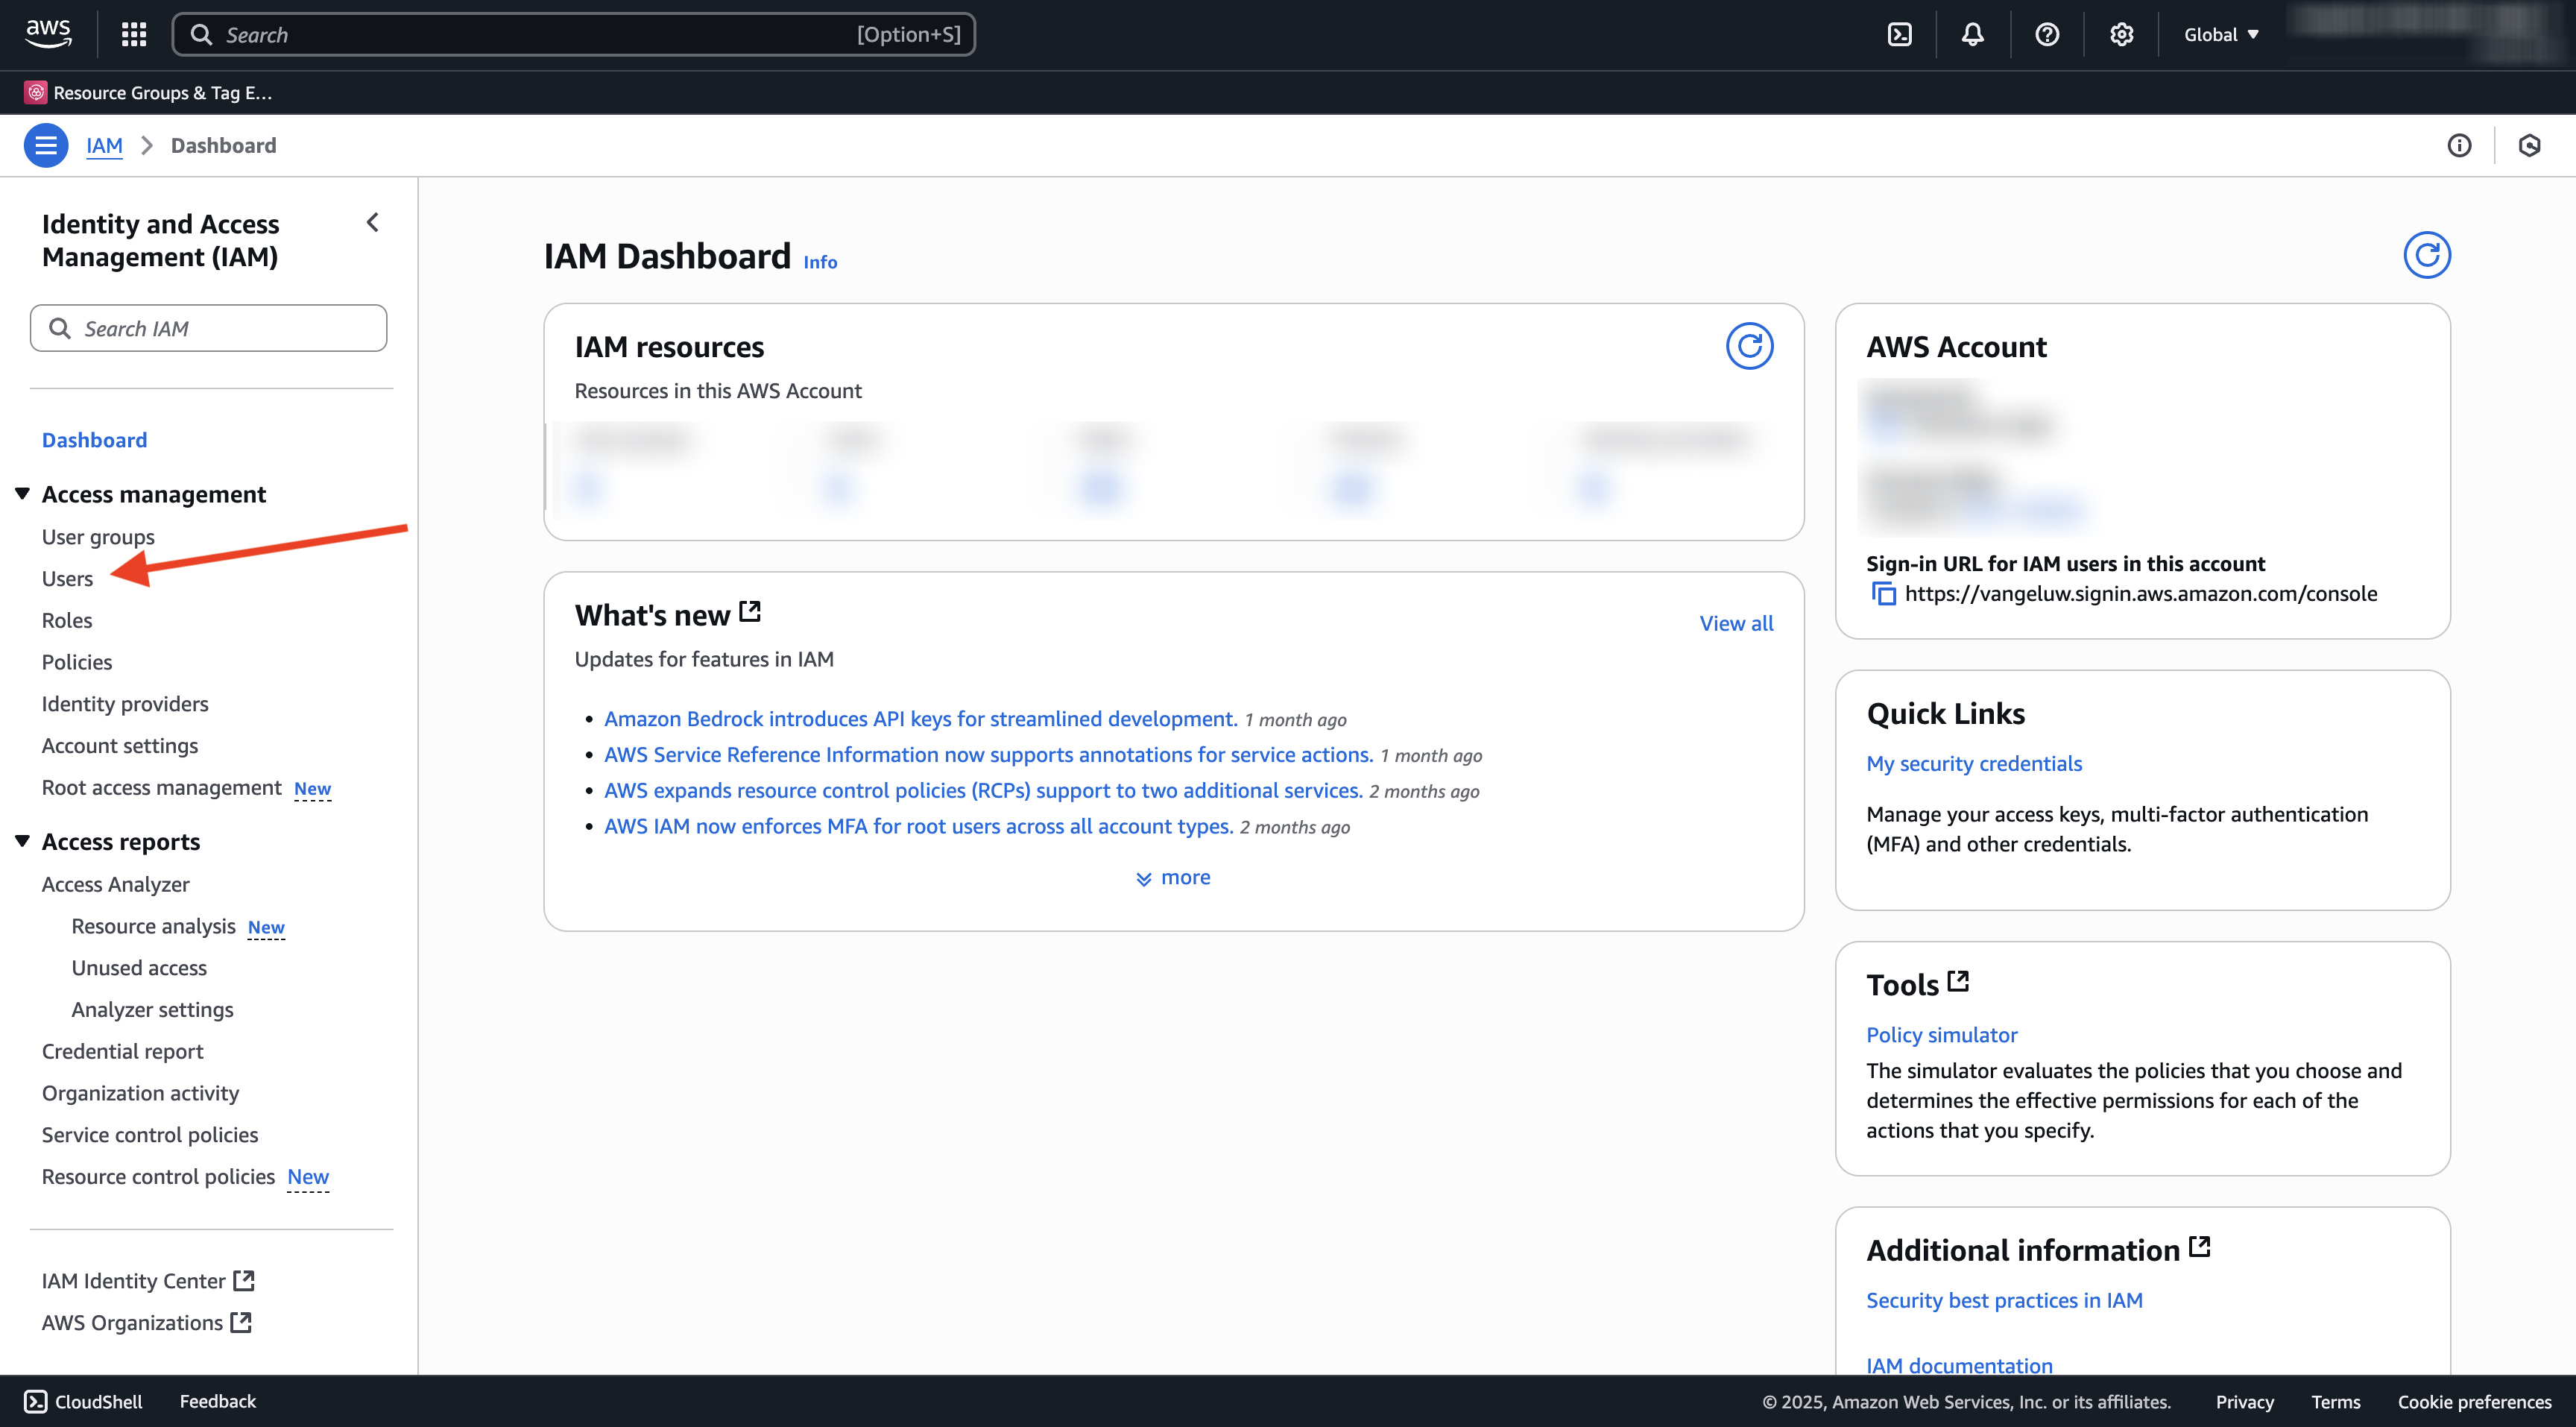 aws
Search [Option+S]
Global
Resource Groups & Tag E...
IAM > Dashboard
Identity and Access
Management (IAM)
Search IAM
Dashboard
Access management
User groups
Users
Roles
Policies
Identity providers
Account settings
Root access management New
Access reports
Access Analyzer
Resource analysis New
Unused access
Analyzer settings
Credential report
Organization activity
Service control policies
Resource control policies New
IAM Identity Center
AWS Organizations
IAM Dashboard Info
IAM resources
Resources in this AWS Account
What's new
View all
Updates for features in IAM
Amazon Bedrock introduces API keys for streamlined development. 1 month ago
AWS Service Reference Information now supports annotations for service actions. 1 month ago
AWS expands resource control policies (RCPs) support to two additional services. 2 months ago
AWS IAM now enforces MFA for root users across all account types. 2 months ago
more
AWS Account
Sign-in URL for IAM users in this account
https://vangeluw.signin.aws.amazon.com/console
Quick Links
My security credentials
Manage your access keys, multi-factor authentication
(MFA) and other credentials.
Tools
Policy simulator
The simulator evaluates the policies that you choose and
determines the effective permissions for each of the
actions that you specify.
Additional information
Security best practices in IAM
IAM documentation
CloudShell Feedback
© 2025, Amazon Web Services, Inc. or its affiliates. Privacy Terms Cookie preferences